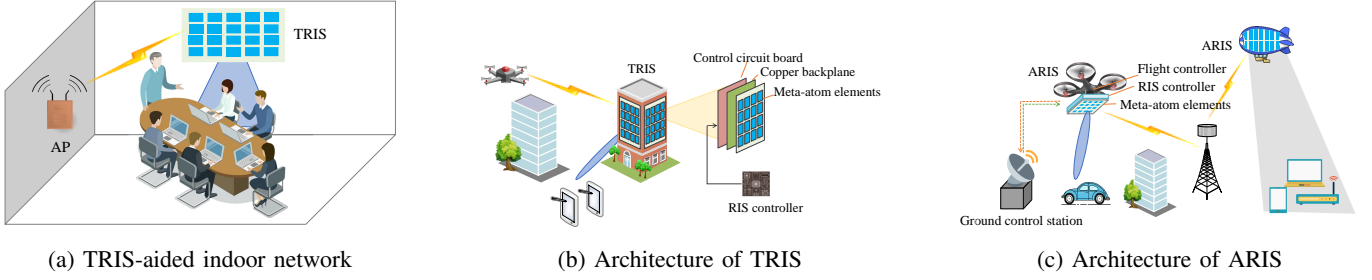 TRIS
AP
(a) TRIS-aided indoor network
TRIS
Control circuit board
Copper backplane
Meta-atom elements
RIS controller
(b) Architecture of TRIS
ARIS
ARIS
Flight controller
RIS controller
Meta-atom elements
Ground control station
(c) Architecture of ARIS